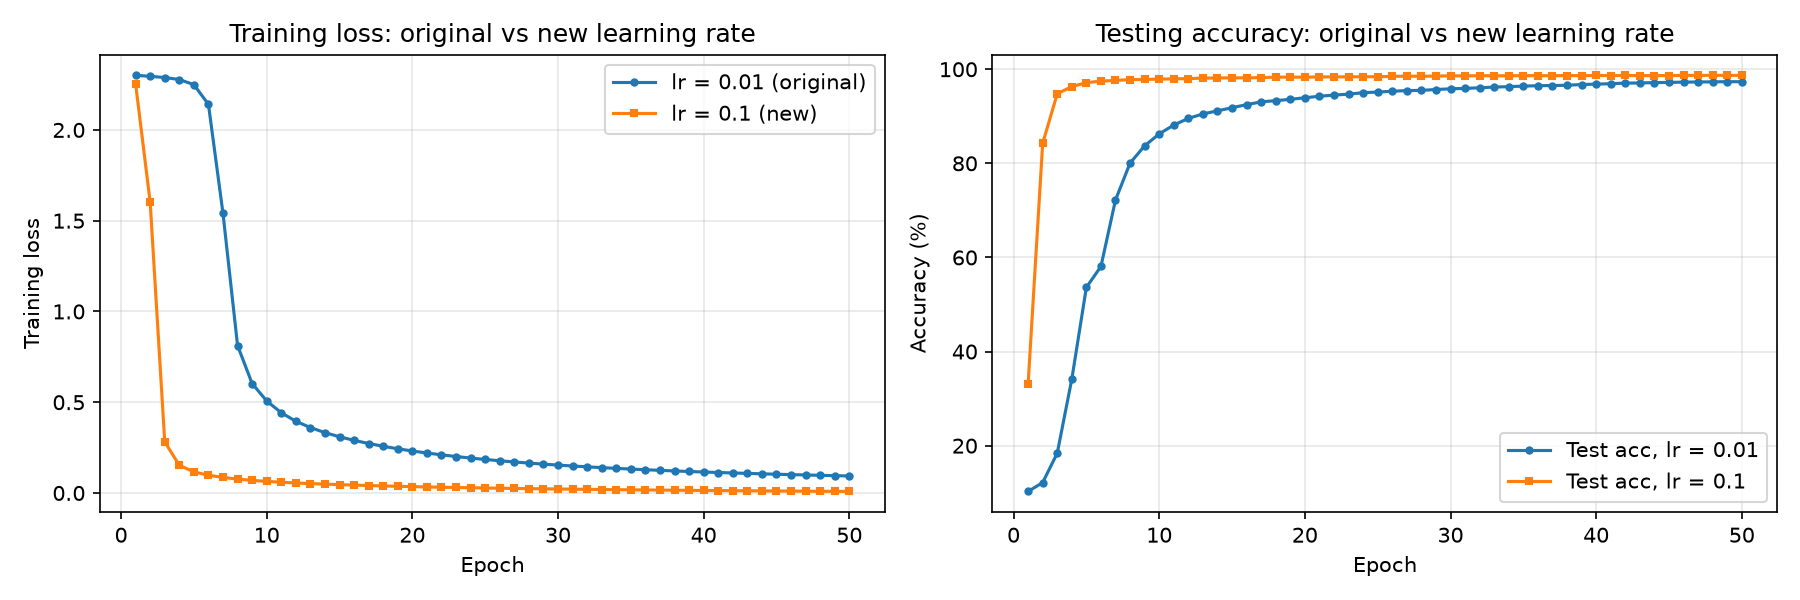 Training loss: original vs new learning rate
Training loss
2.0
1.5
1.0
0.5
0.0
lr = 0.01 (original)
lr = 0.1 (new)
0 10 20 30 40 50
Epoch
Testing accuracy: original vs new learning rate
Accuracy (%)
100
80
60
40
20
Test acc, lr = 0.01
Test acc, lr = 0.1
0 10 20 30 40 50
Epoch